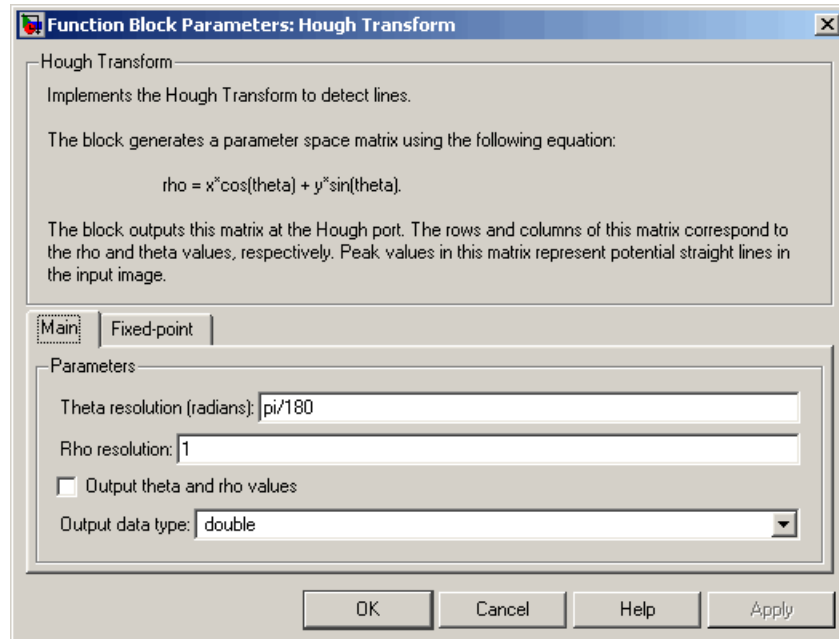 Function Block Parameters: Hough Transform
Hough Transform
Implements the Hough Transform to detect lines.
The block generates a parameter space matrix using the following equation:
rho = x*cos(theta) + y*sin(theta).
The block outputs this matrix at the Hough port. The rows and columns of this matrix correspond to
the rho and theta values, respectively. Peak values in this matrix represent potential straight lines in
the input image.
Main Fixed-point
Parameters
Theta resolution (radians): pi/180
Rho resolution: 1
Output theta and rho values
Output data type: double
OK Cancel Help Apply